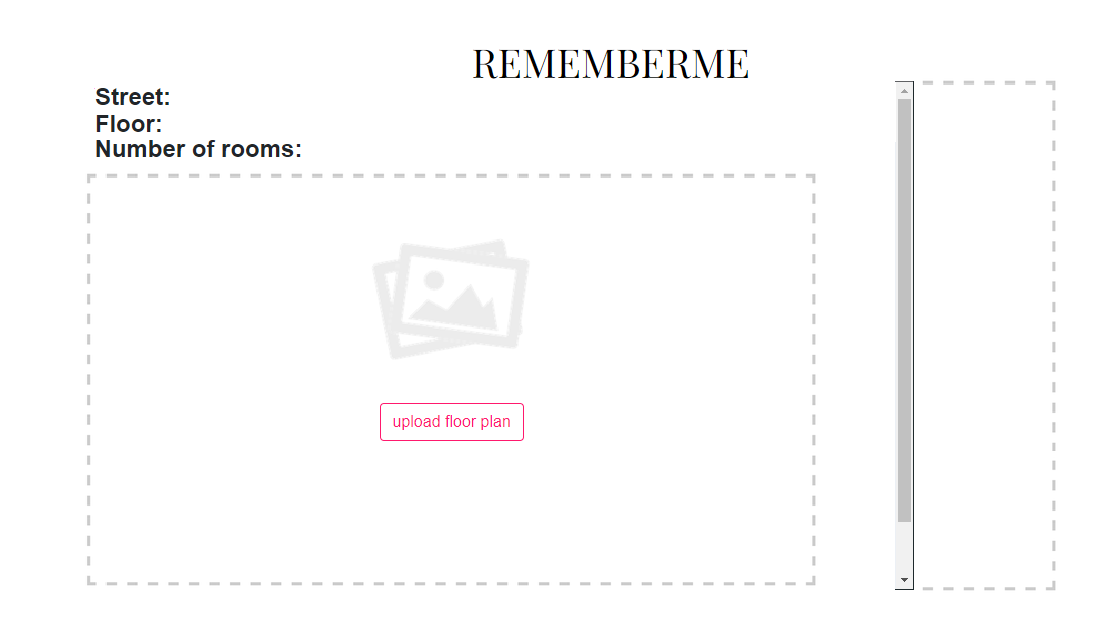 REMEMBERME
Street:
Floor:
Number of rooms:
upload floor plan